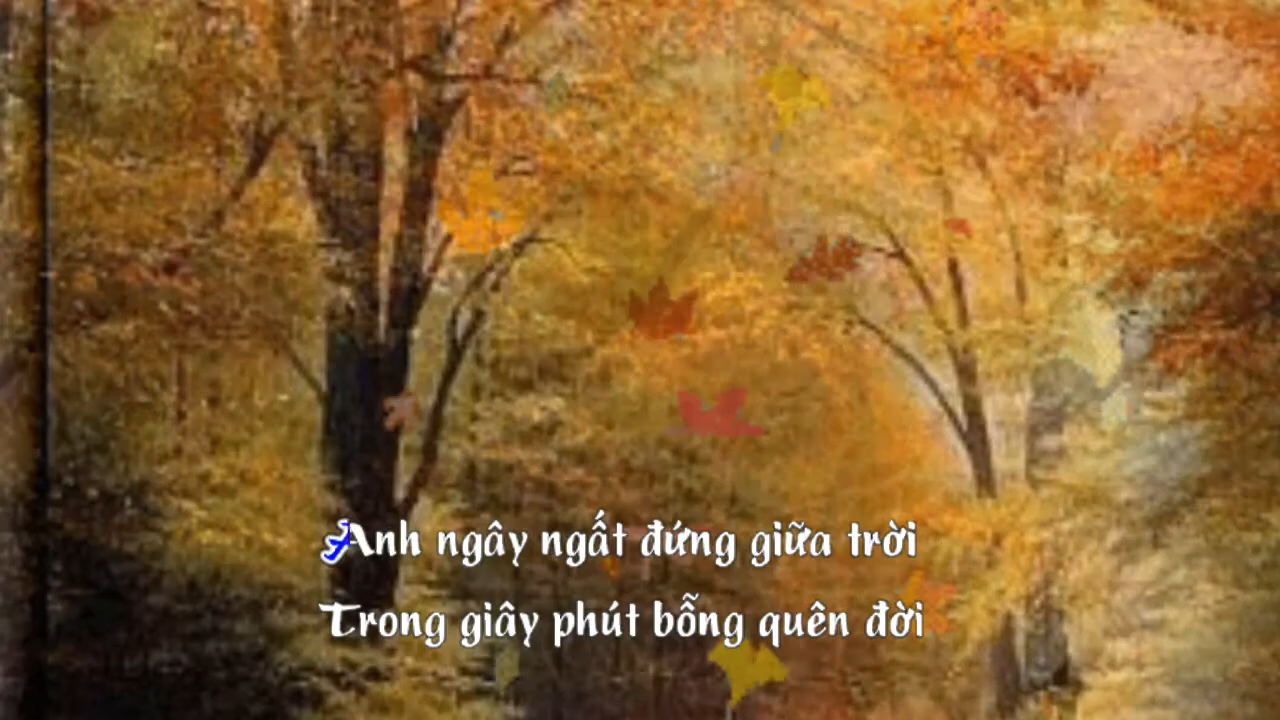 Anh ngây ngất đứng giữa trời
Trong giây phút bỗng quên đời